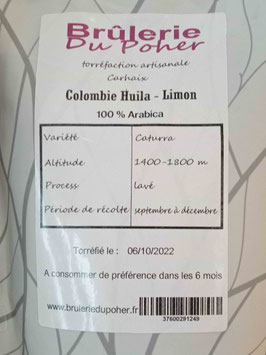 Brûlerie
Du Poher
torréfaction artisanale
Carhaix
Colombie Huila - Limon
100 % Arabica
Variété Caturra
Altitude 1400-1800 m
Process lavé
Période de récolte septembre à décembre
Torréfié le : 06/10/2022
A consommer de préférence dans les 6 mois
www.bruleriedupoher.fr
37600291249